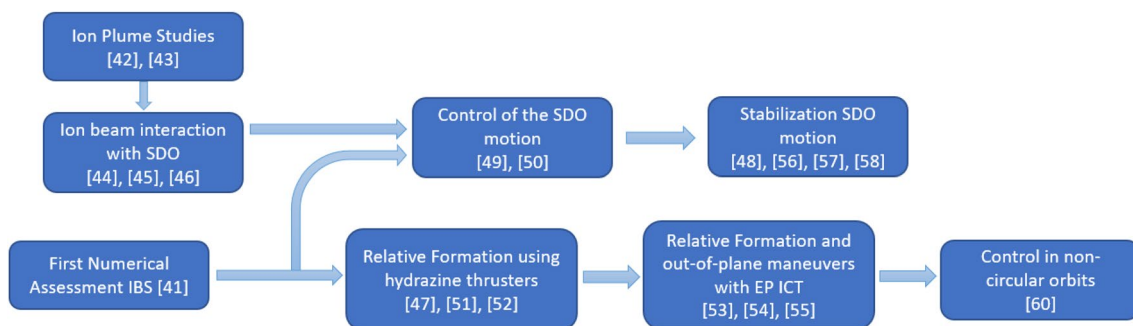 Ion Plume Studies
[42], [43]
Ion beam interaction
with SDO
[44], [45], [46]
Control of the SDO
motion
[49], [50]
Stabilization SDO
motion
[48], [56], [57], [58]
First Numerical
Assessment IBS [41]
Relative Formation using
hydrazine thrusters
[47], [51], [52]
Relative Formation and
out-of-plane maneuvers
with EP ICT
[53], [54], [55]
Control in non-
circular orbits
[60]